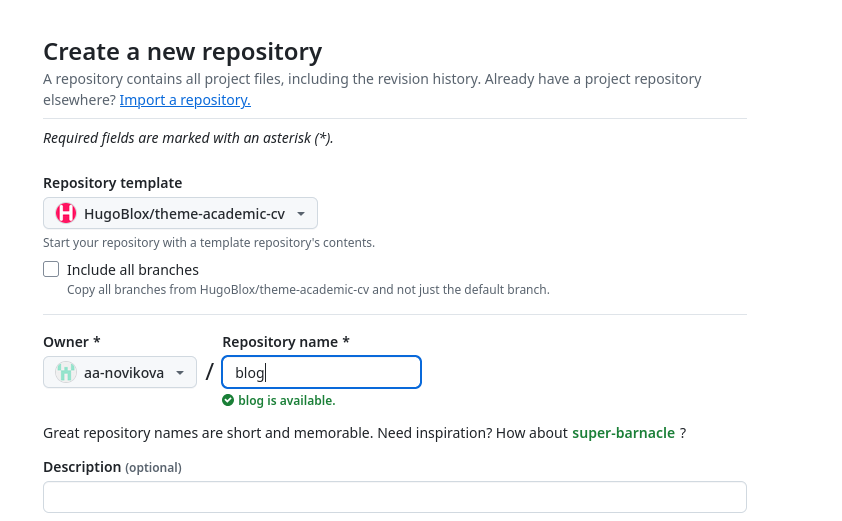 Create a new repository
A repository contains all project files, including the revision history. Already have a project repository
elsewhere? Import a repository.
Required fields are marked with an asterisk (*).
Repository template
HugoBlox/theme-academic-cv
Start your repository with a template repository's contents.
Include all branches
Copy all branches from HugoBlox/theme-academic-cv and not just the default branch.
Owner * Repository name *
aa-novikova / blog
blog is available.
Great repository names are short and memorable. Need inspiration? How about super-barnacle ?
Description (optional)